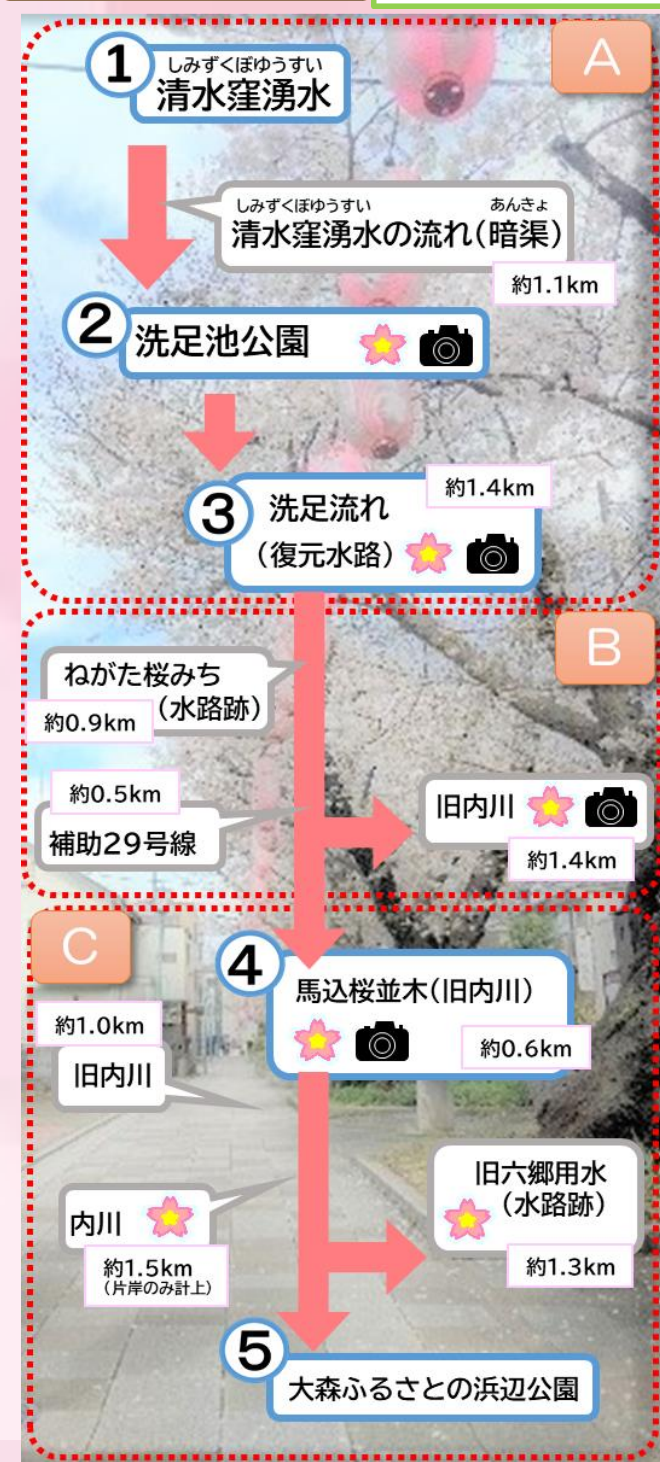 A
1
しみずくぼゆうすい
清水窪湧水
しみずくぼゆうすい あんきょ
清水窪湧水の流れ(暗渠)
約1.1km
2
洗足池公園
3
約1.4km
洗足流れ
(復元水路)
B
ねがた桜みち
(水路跡)
約0.9km
約0.5km
補助29号線
旧内川
約1.4km
C
4
馬込桜並木(旧内川)
約0.6km
約1.0km
旧内川
旧六郷用水
(水路跡)
約1.3km
内川
約1.5km
(片岸のみ計上)
5
大森ふるさとの浜辺公園